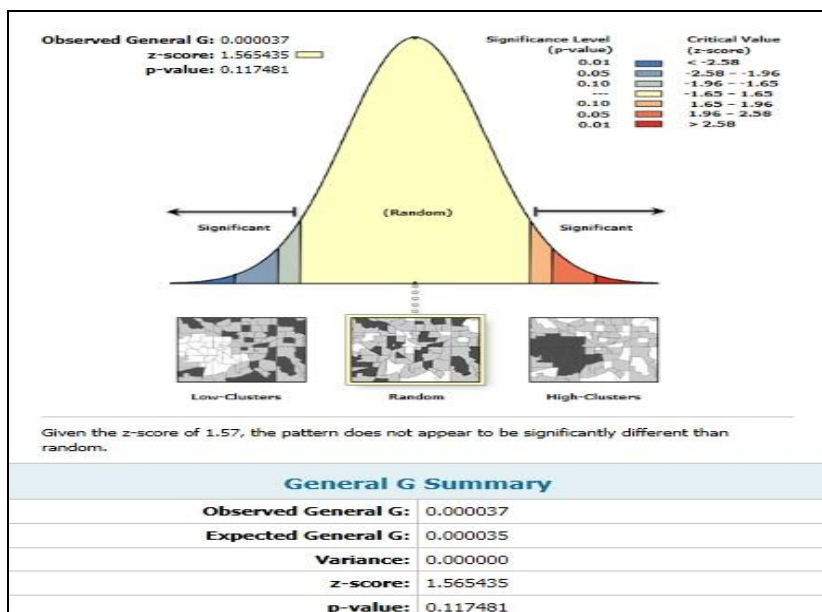 Observed General G: 0.000037
z-score: 1.565435
p-value: 0.117481
Significance Level Critical Value
(p-value) (z-score)
0.01 < -2.58
0.05 -2.58 - -1.96
0.10 -1.96 - -1.65
--- -1.65 - 1.65
0.10 1.65 - 1.96
0.05 1.96 - 2.58
0.01 > 2.58
(Random)
Significant Significant
Low-Clusters Random High-Clusters
Given the z-score of 1.57, the pattern does not appear to be significantly different than
random.
General G Summary
Observed General G: 0.000037
Expected General G: 0.000035
Variance: 0.000000
z-score: 1.565435
p-value: 0.117481